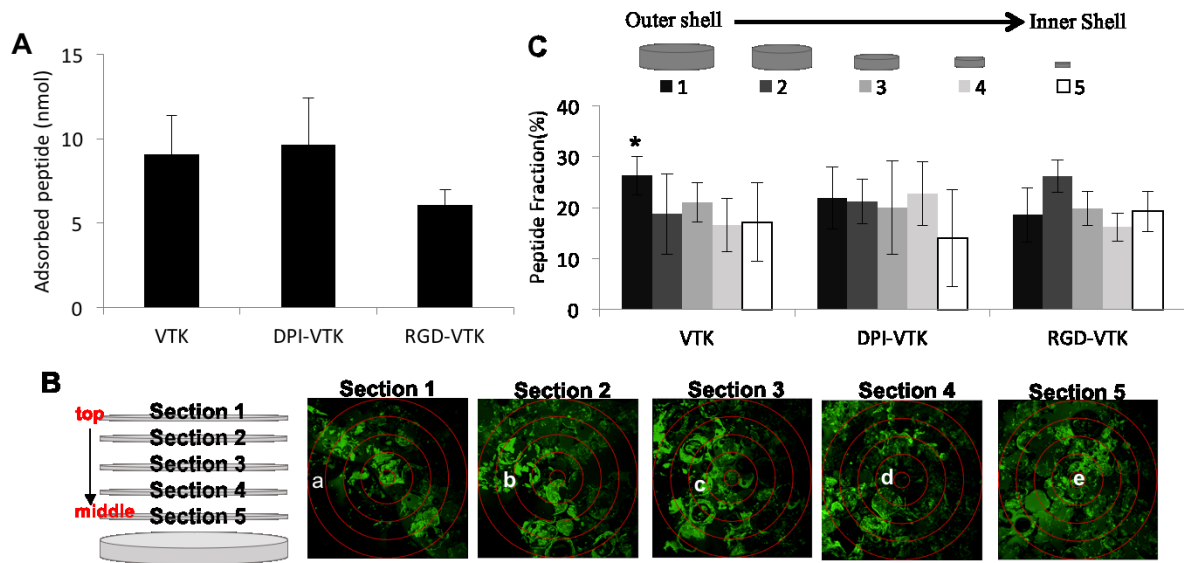 A
Adsorbed peptide (nmol)
15
10
5
0
VTK DPI-VTK RGD-VTK
C
Outer shell Inner Shell
1 2 3 4 5
Peptide Fraction(%)
40
30
20
10
0
*
VTK DPI-VTK RGD-VTK
B
top
middle
Section 1
Section 2
Section 3
Section 4
Section 5
Section 1 Section 2 Section 3 Section 4 Section 5
a b c d e